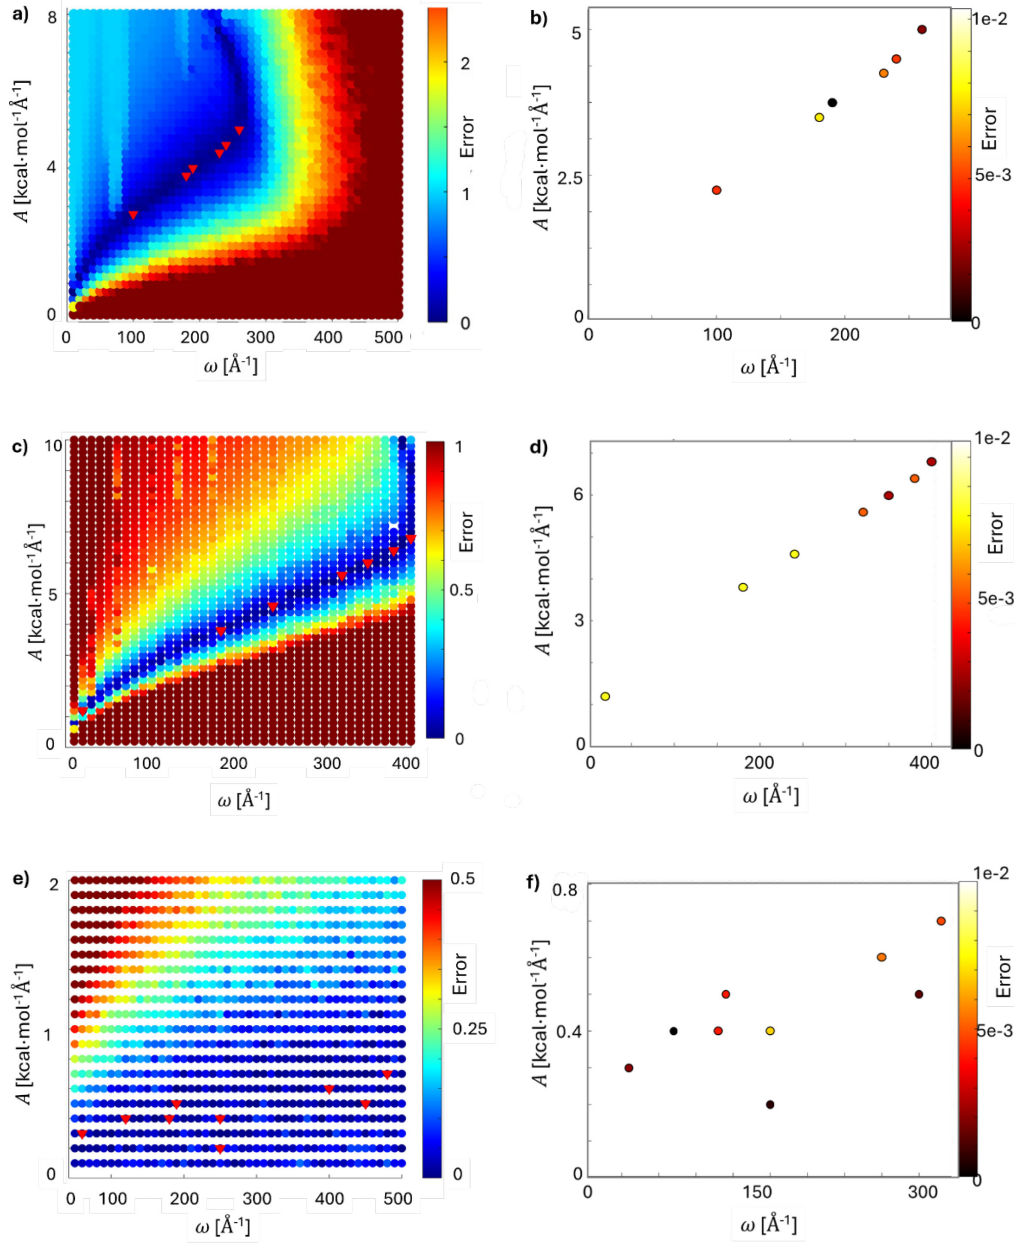 a)
8
4
0
A [kcal·mol⁻¹Å⁻¹]
0 100 200 300 400 500
ω [Å⁻¹]
2
1
0
Error
b)
5
2.5
0
A [kcal·mol⁻¹Å⁻¹]
0 100 200
ω [Å⁻¹]
1e-2
5e-3
0
Error
c)
10
5
0
A [kcal·mol⁻¹Å⁻¹]
0 100 200 300 400
ω [Å⁻¹]
1
0.5
0
Error
d)
6
3
0
A [kcal·mol⁻¹Å⁻¹]
0 200 400
ω [Å⁻¹]
1e-2
5e-3
0
Error
e)
2
1
0
A [kcal·mol⁻¹Å⁻¹]
0 100 200 300 400 500
ω [Å⁻¹]
0.5
0.25
0
Error
f)
0.8
0.4
0
A [kcal·mol⁻¹Å⁻¹]
0 150 300
ω [Å⁻¹]
1e-2
5e-3
0
Error